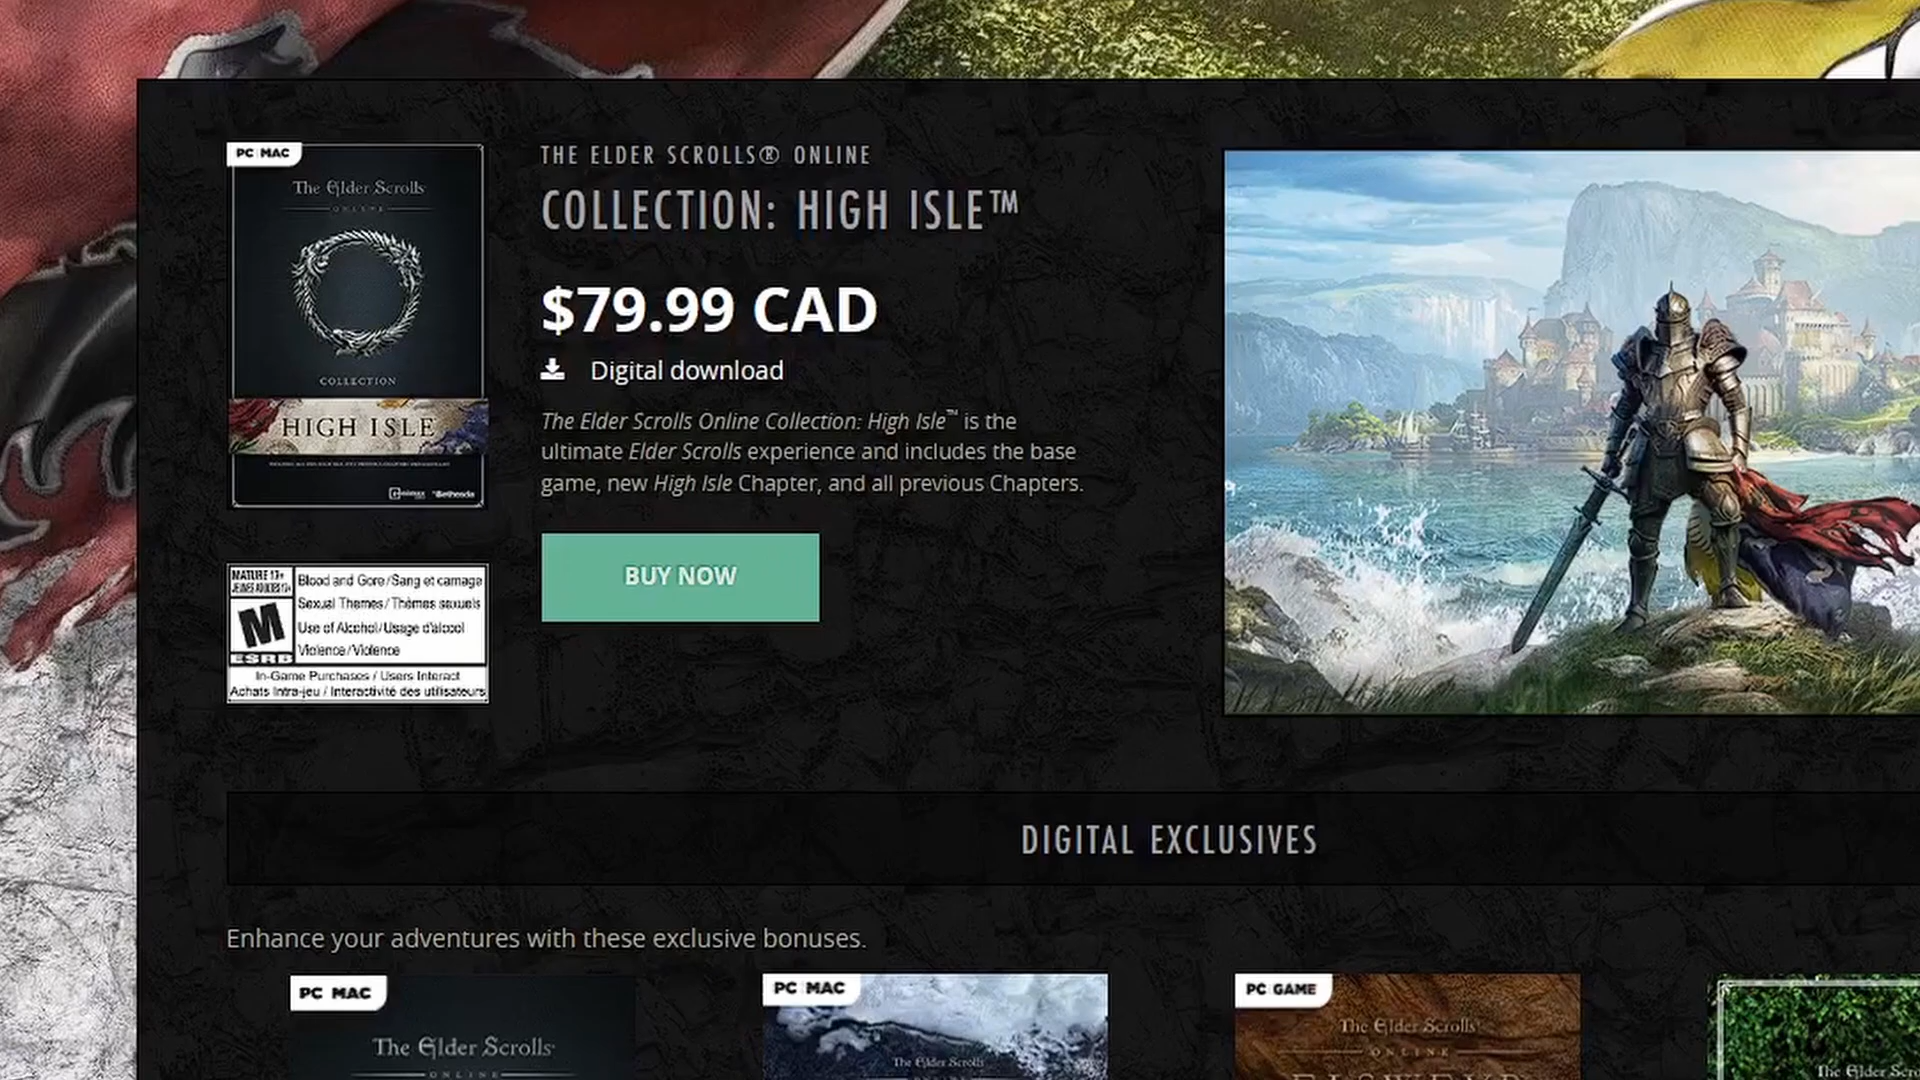 PC MAC
The Elder Scrolls
ONLINE
COLLECTION
HIGH ISLE
Bethesda
THE ELDER SCROLLS® ONLINE
COLLECTION: HIGH ISLE™
$79.99 CAD
Digital download
The Elder Scrolls Online Collection: High Isle™ is the
ultimate Elder Scrolls experience and includes the base
game, new High Isle Chapter, and all previous Chapters.
BUY NOW
MATURE 17+
M
ESRB
Blood and Gore/Sang et carnage
Sexual Themes/Thèmes sexuels
Use of Alcohol/Usage d'alcool
Violence/Violence
In-Game Purchases / Users Interact
Achats Intra-jeu / Interactivité des utilisateurs
DIGITAL EXCLUSIVES
Enhance your adventures with these exclusive bonuses.
PC MAC
The Elder Scrolls
ONLINE
PC MAC
The Elder Scrolls
PC GAME
The Elder Scrolls
ONLINE
The Elder Scro